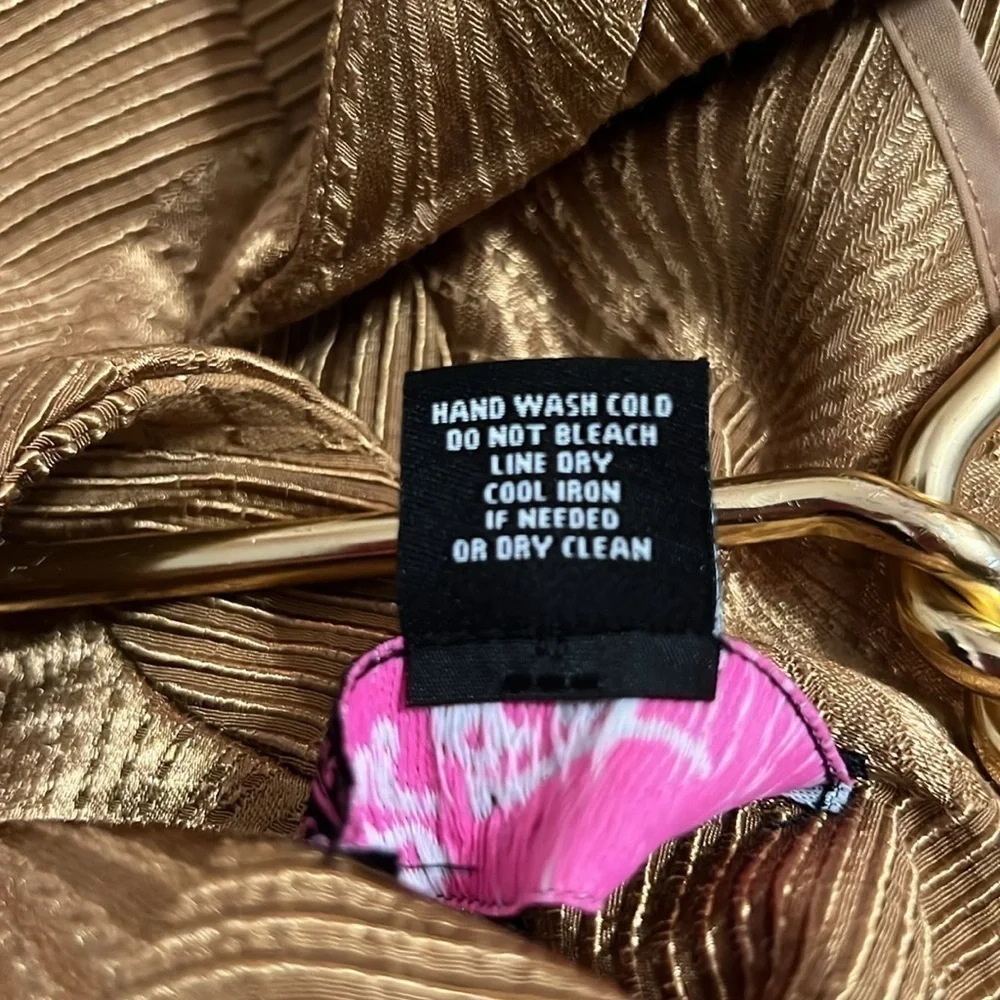 HAND WASH COLD
DO NOT BLEACH
LINE DRY
COOL IRON
IF NEEDED
OR DRY CLEAN